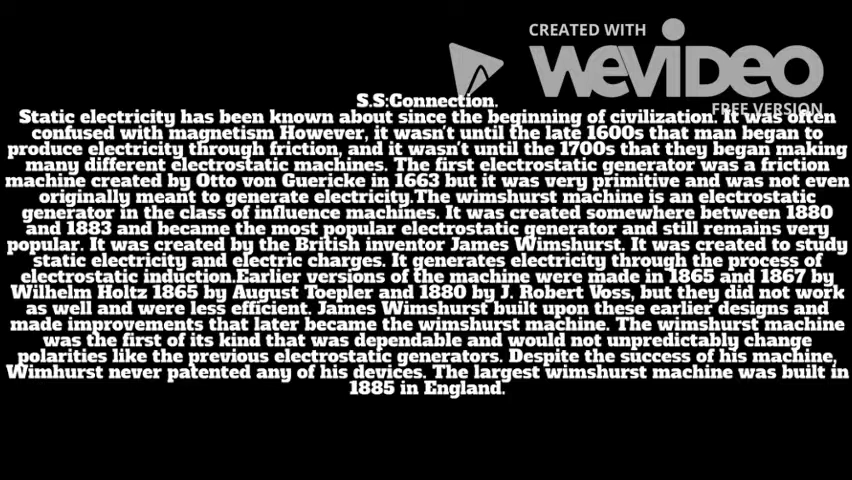 CREATED WITH
WEVIDEO
FREE VERSION
S.S:Connection.
Static electricity has been known about since the beginning of civilization. It was often
confused with magnetism However, it wasn't until the late 1600s that man began to
produce electricity through friction, and it wasn't until the 1700s that they began making
many different electrostatic machines. The first electrostatic generator was a friction
machine created by Otto von Guericke in 1663 but it was very primitive and was not even
originally meant to generate electricity.The wimshurst machine is an electrostatic
generator in the class of influence machines. It was created somewhere between 1880
and 1883 and became the most popular electrostatic generator and still remains very
popular. It was created by the British inventor James Wimshurst. It was created to study
static electricity and electric charges. It generates electricity through the process of
electrostatic induction.Earlier versions of the machine were made in 1865 and 1867 by
Wilhelm Holtz 1865 by August Toepler and 1880 by J. Robert Voss, but they did not work
as well and were less efficient. James Wimshurst built upon these earlier designs and
made improvements that later became the wimshurst machine. The wimshurst machine
was the first of its kind that was dependable and would not unpredictably change
polarities like the previous electrostatic generators. Despite the success of his machine,
Wimhurst never patented any of his devices. The largest wimshurst machine was built in
1885 in England.